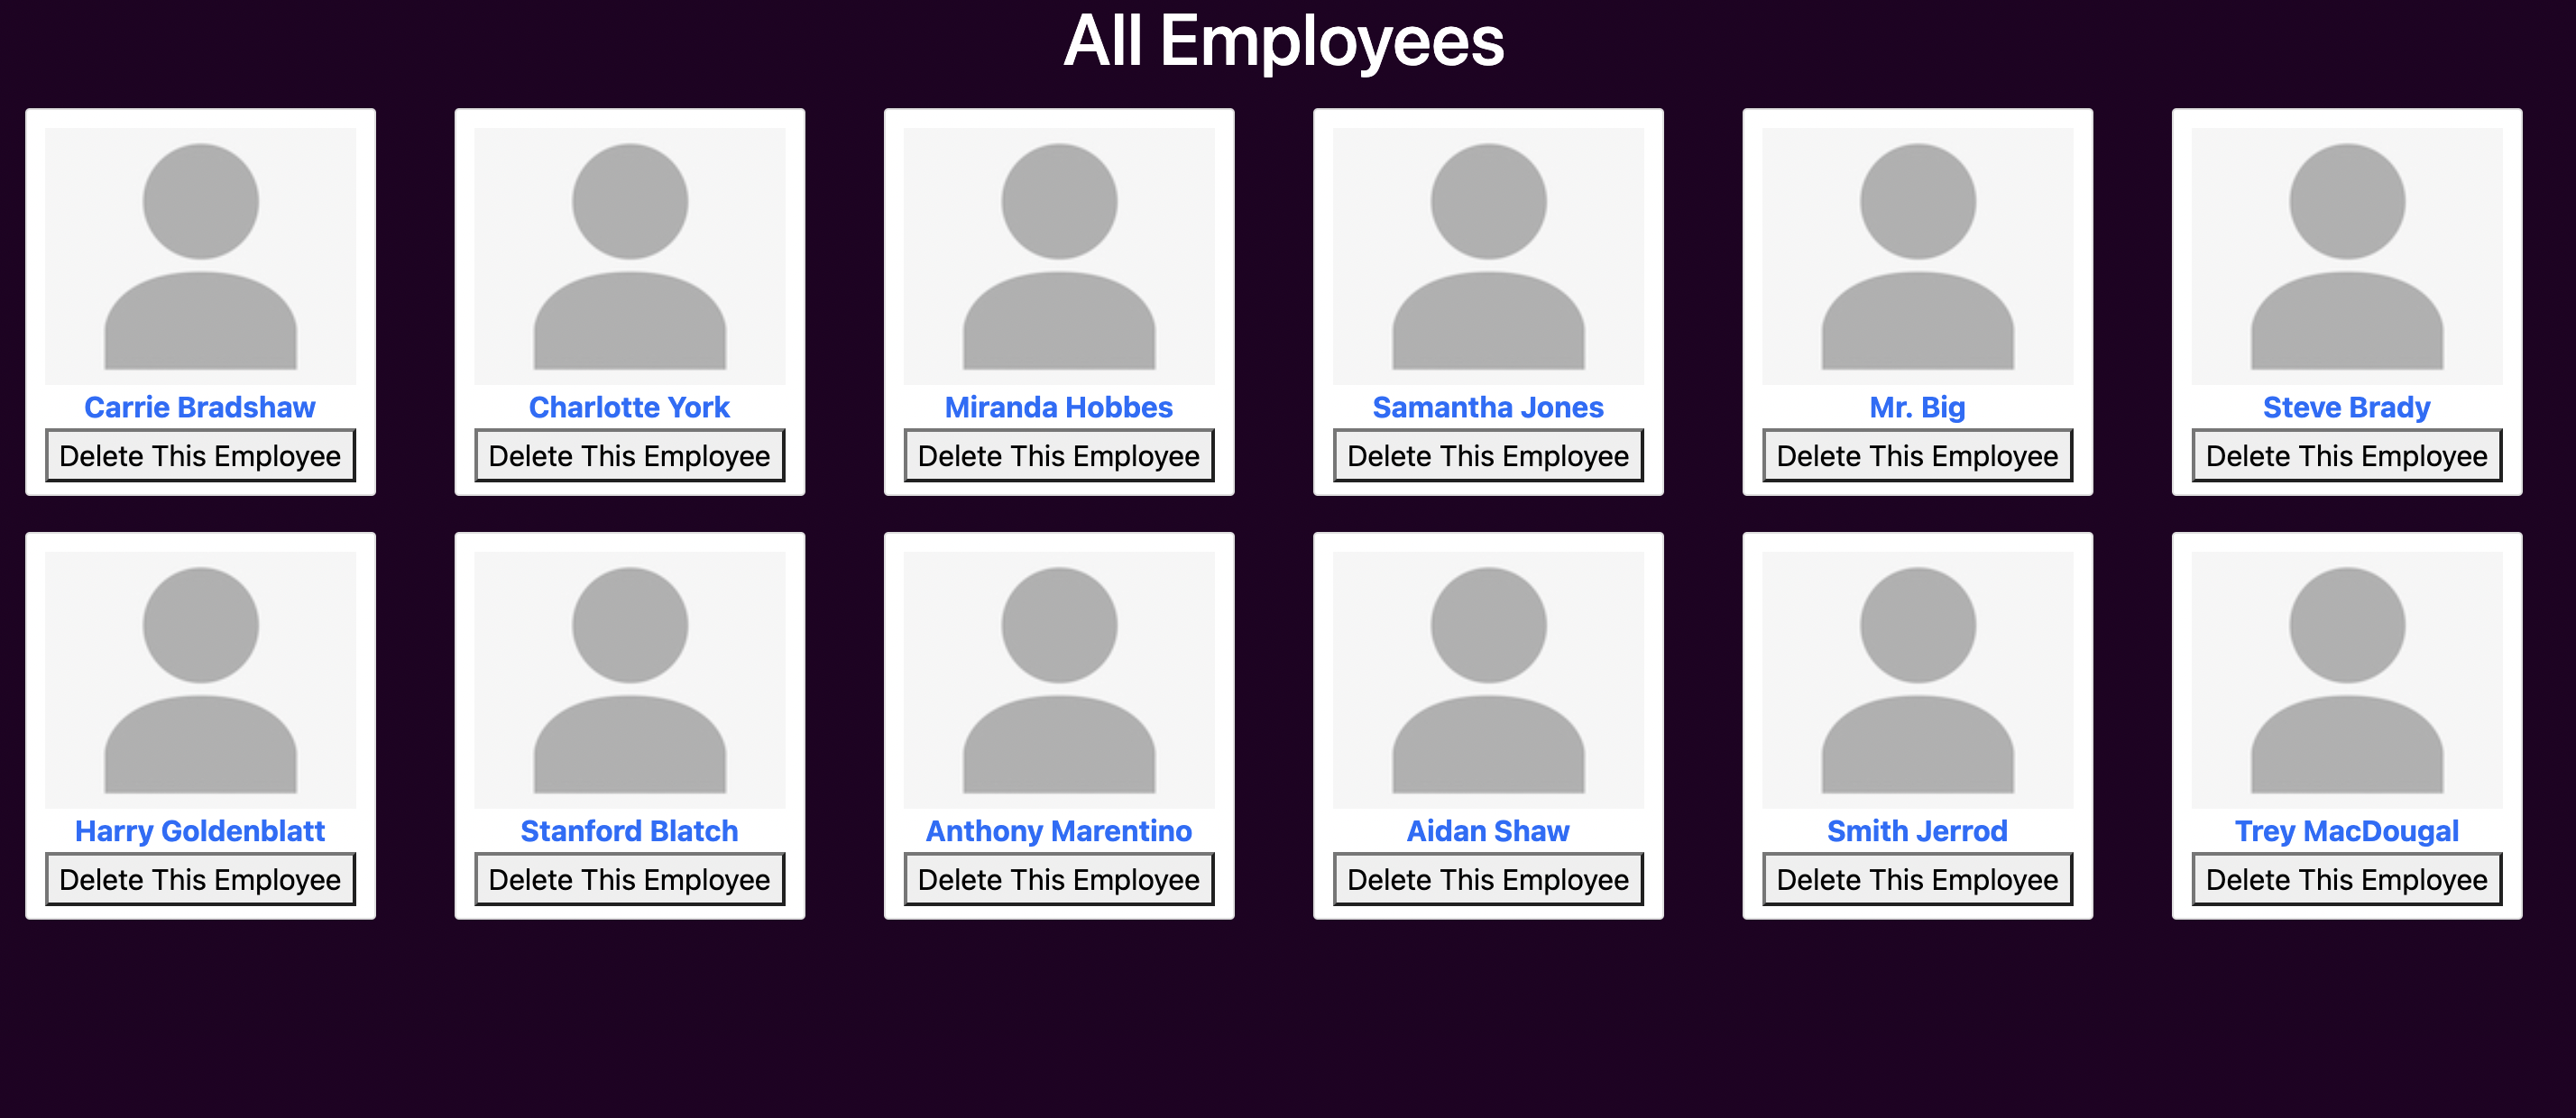 All Employees
Carrie Bradshaw
Delete This Employee
Charlotte York
Delete This Employee
Miranda Hobbes
Delete This Employee
Samantha Jones
Delete This Employee
Mr. Big
Delete This Employee
Steve Brady
Delete This Employee
Harry Goldenblatt
Delete This Employee
Stanford Blatch
Delete This Employee
Anthony Marentino
Delete This Employee
Aidan Shaw
Delete This Employee
Smith Jerrod
Delete This Employee
Trey MacDougal
Delete This Employee